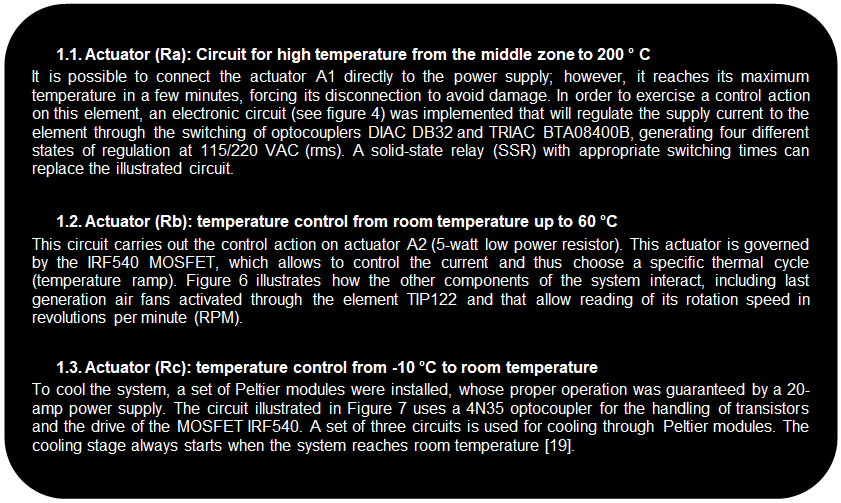 1.1. Actuator (Ra): Circuit for high temperature from the middle zone to 200 ° C
It is possible to connect the actuator A1 directly to the power supply; however, it reaches its maximum
temperature in a few minutes, forcing its disconnection to avoid damage. In order to exercise a control action
on this element, an electronic circuit (see figure 4) was implemented that will regulate the supply current to the
element through the switching of optocouplers DIAC DB32 and TRIAC BTA08400B, generating four different
states of regulation at 115/220 VAC (rms). A solid-state relay (SSR) with appropriate switching times can
replace the illustrated circuit.
1.2. Actuator (Rb): temperature control from room temperature up to 60 °C
This circuit carries out the control action on actuator A2 (5-watt low power resistor). This actuator is governed
by the IRF540 MOSFET, which allows to control the current and thus choose a specific thermal cycle
(temperature ramp). Figure 6 illustrates how the other components of the system interact, including last
generation air fans activated through the element TIP122 and that allow reading of its rotation speed in
revolutions per minute (RPM).
1.3. Actuator (Rc): temperature control from -10 °C to room temperature
To cool the system, a set of Peltier modules were installed, whose proper operation was guaranteed by a 20-
amp power supply. The circuit illustrated in Figure 7 uses a 4N35 optocoupler for the handling of transistors
and the drive of the MOSFET IRF540. A set of three circuits is used for cooling through Peltier modules. The
cooling stage always starts when the system reaches room temperature [19].